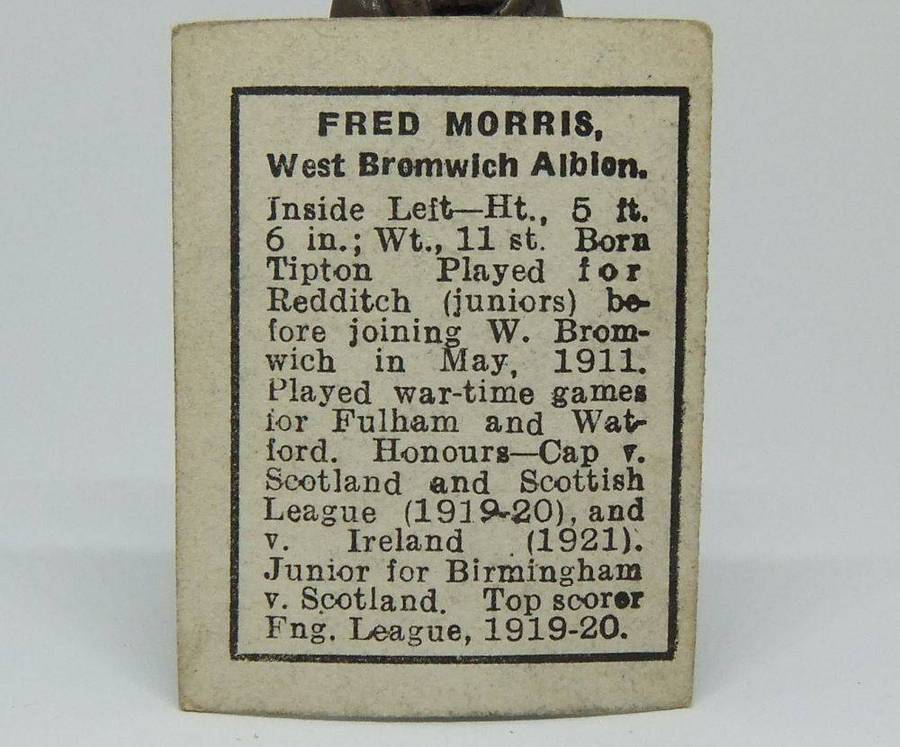 FRED MORRIS,
West Bromwich Albion.
Inside Left—Ht., 5 ft.
6 in.; Wt., 11 st. Born
Tipton Played for
Redditch (juniors) be-
fore joining W. Brom-
wich in May, 1911.
Played war-time games
for Fulham and Wat-
ford. Honours—Cap v.
Scotland and Scottish
League (1919-20), and
v. Ireland (1921).
Junior for Birmingham
v. Scotland. Top scorer
Eng. League, 1919-20.